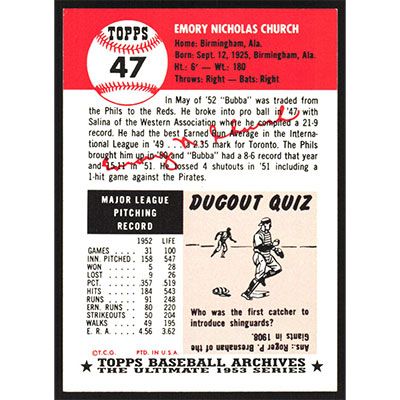 TOPPS
47
EMORY NICHOLAS CHURCH
Home: Birmingham, Ala.
Born: Sept. 12, 1925, Birmingham, Ala.
Ht.: 6' — Wt.: 180
Throws: Right — Bats: Right
In May of '52 "Bubba" was traded
from the Phils to the Reds. He broke into pro ball in '47 with
Salina of the Western Association when he compiled a 21-9
record. He had the best Earned Average in the Interna-
tional League in '49 2.35 mark for Toronto. The Phils
brought him up in and "Bubba" had a 8-6 record that year
and 15-11 in '51. He tossed 4 shutouts in '51 including a
1-hit game against the Pirates.
MAJOR LEAGUE
PITCHING
RECORD
1952 LIFE
GAMES 31 100
INN. PITCHED 158 547
WON 5 28
LOST 9 26
PCT. .357 .519
HITS 184 543
RUNS 91 248
ERN. RUNS 80 220
STRIKEOUTS 50 204
WALKS 49 195
E. R. A. 4.56 3.62
DUGOUT QUIZ
Who was the first catcher to
introduce shinguards?
Ans.: Roger P. Bresnahan of the
Giants in 1908.
©T.C.G. PTD. IN U.S.A.
TOPPS BASEBALL ARCHIVES
THE ULTIMATE 1953 SERIES